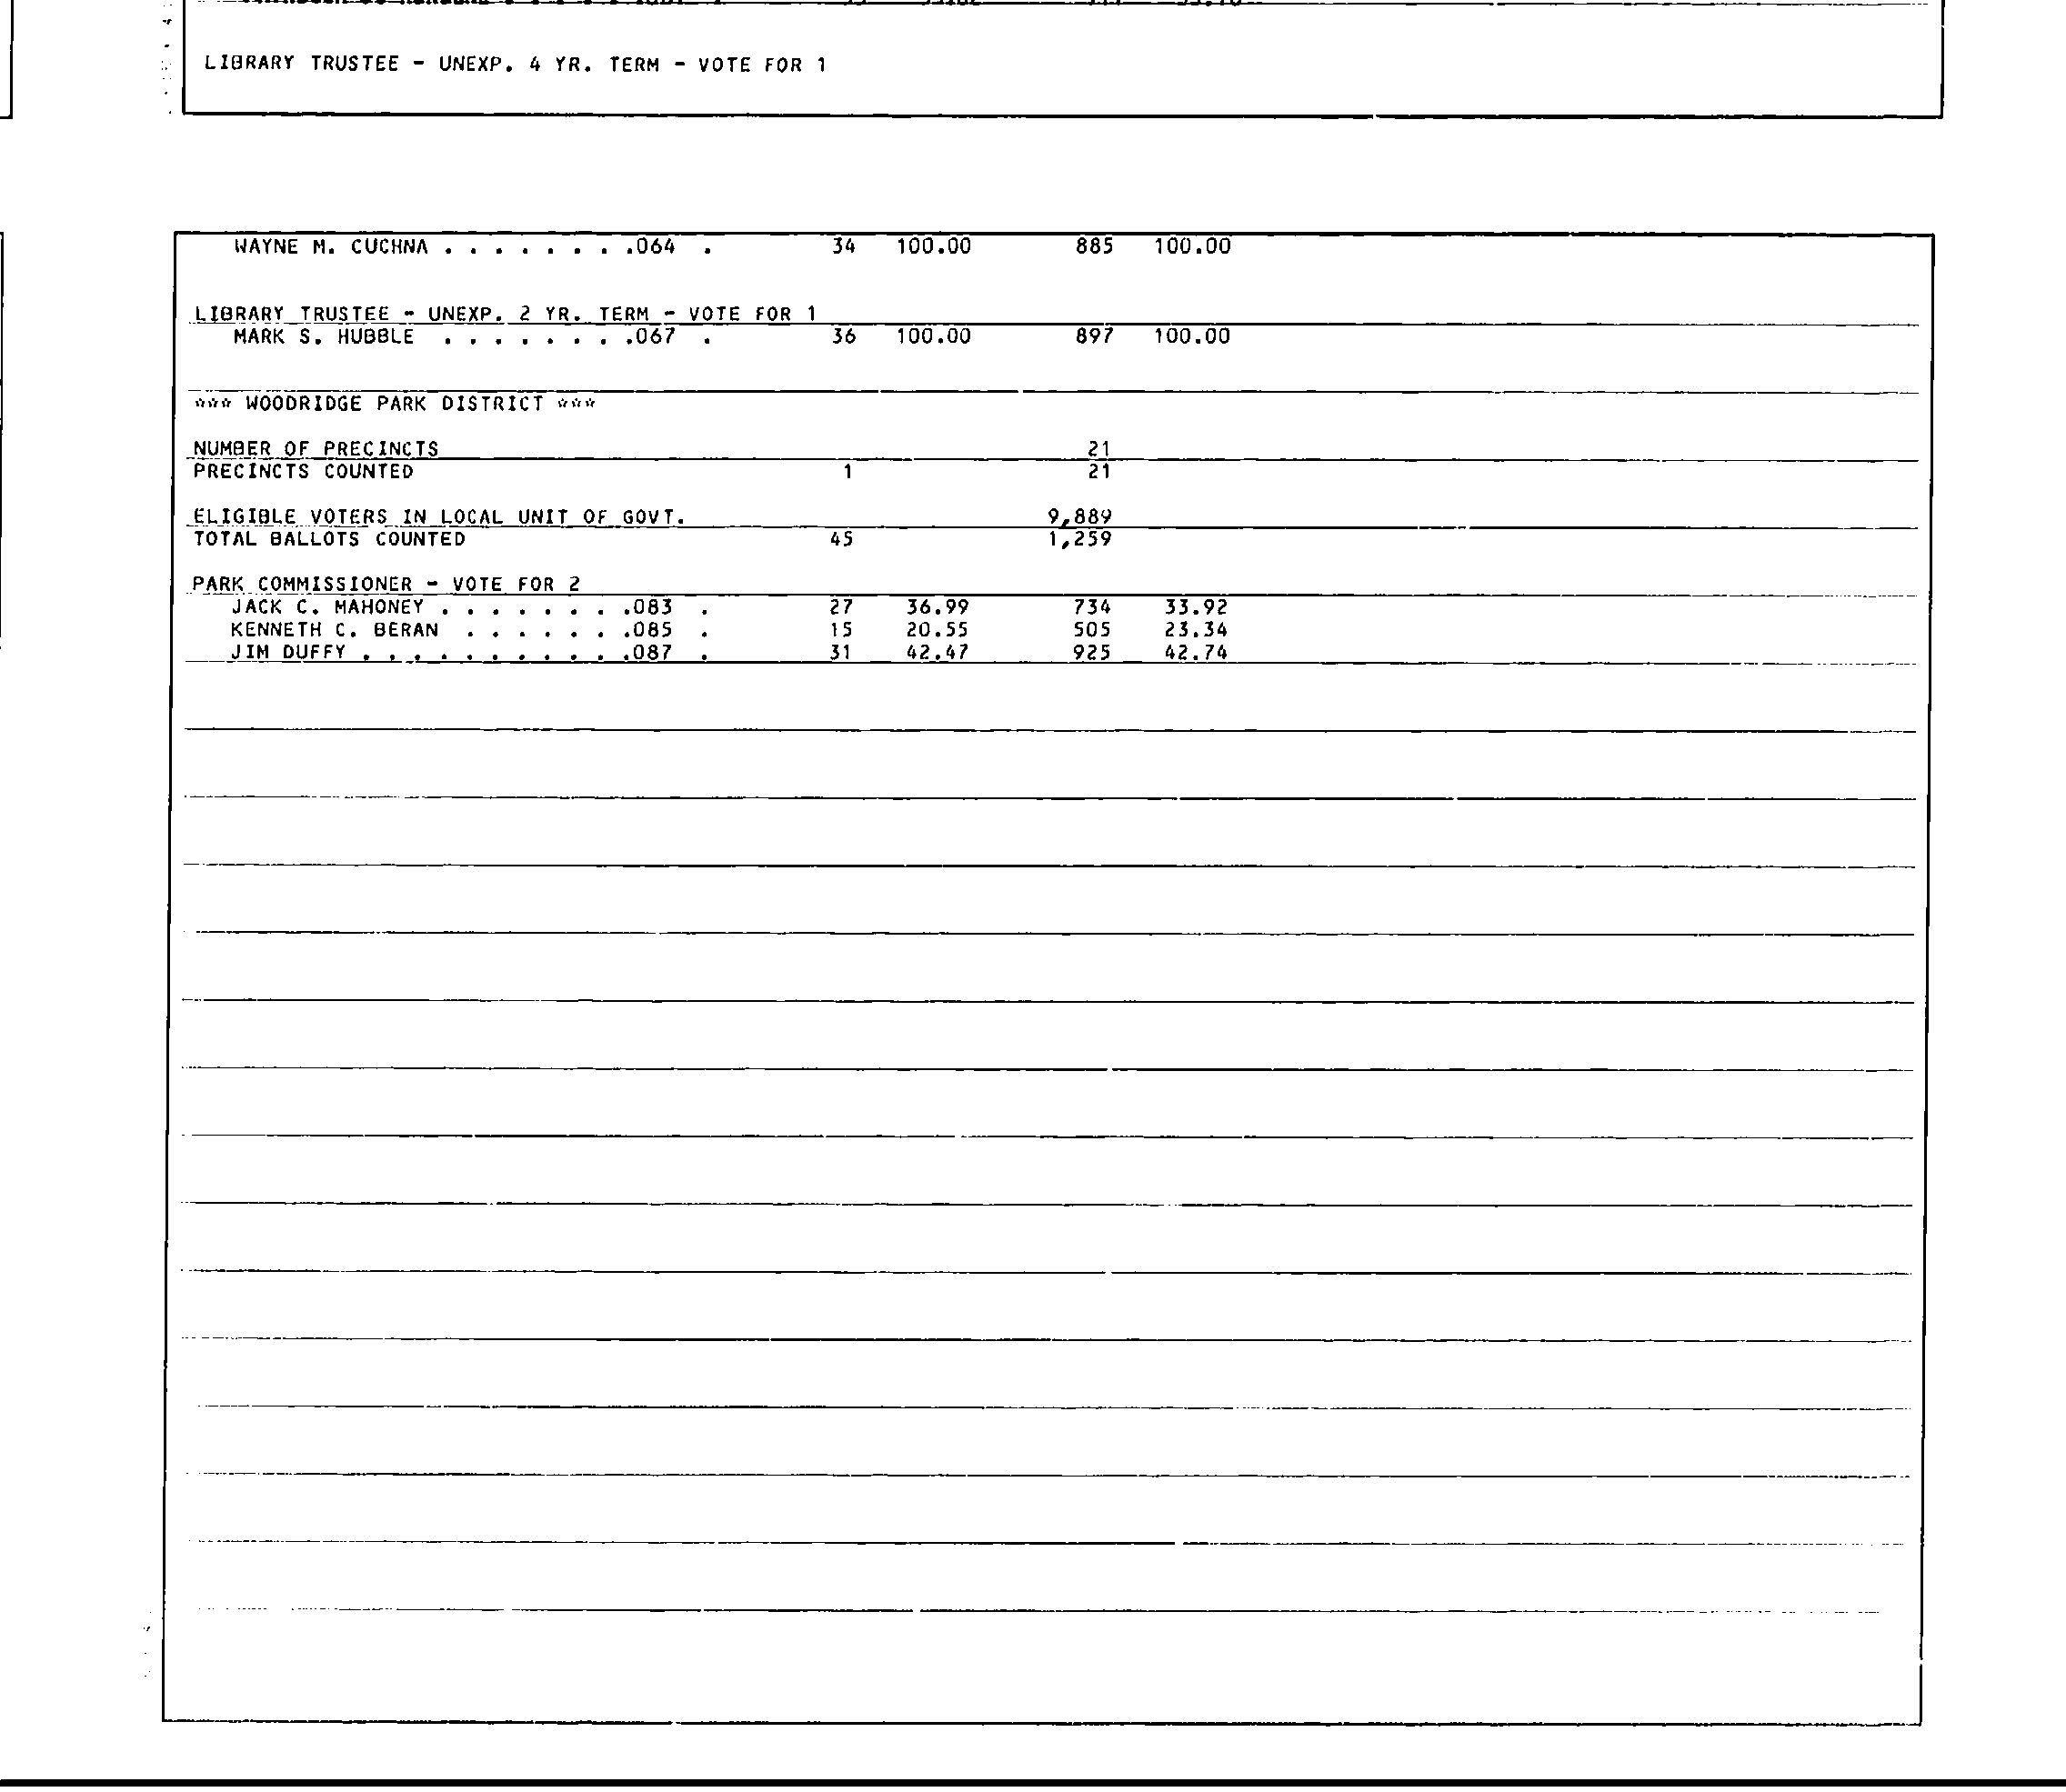 LIBRARY TRUSTEE - UNEXP. 4 YR. TERM - VOTE FOR 1
WAYNE M. CUCHNA . . . . . . . .064 . 34 100.00 885 100.00
LIBRARY TRUSTEE - UNEXP. 2 YR. TERM - VOTE FOR 1
MARK S. HUBBLE . . . . . . . .067 . 36 100.00 897 100.00
*** WOODRIDGE PARK DISTRICT ***
NUMBER OF PRECINCTS 21
PRECINCTS COUNTED 1 21
ELIGIBLE VOTERS IN LOCAL UNIT OF GOVT. 9,889
TOTAL BALLOTS COUNTED 45 1,259
PARK COMMISSIONER - VOTE FOR 2
JACK C. MAHONEY . . . . . . . .083 . 27 36.99 734 33.92
KENNETH C. BERAN . . . . . . .085 . 15 20.55 505 23.34
JIM DUFFY . . . . . . . . . . .087 . 31 42.47 925 42.74